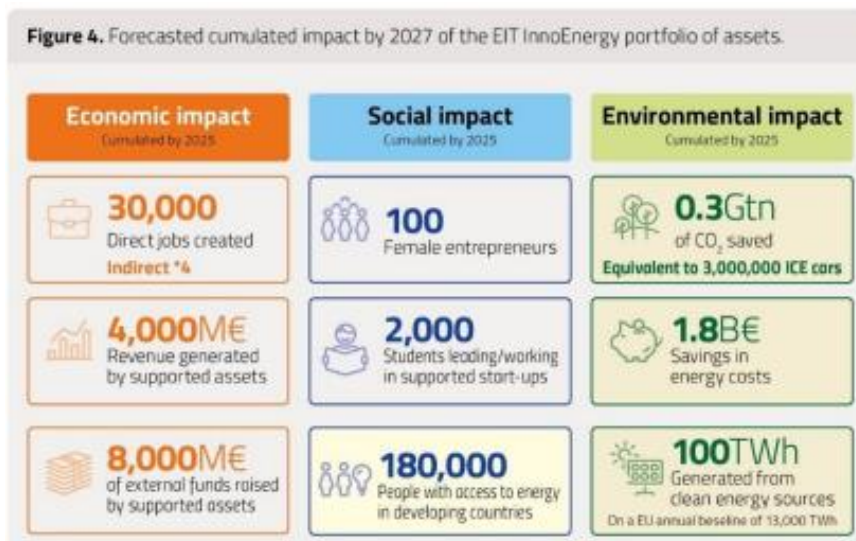 Figure 4. Forecasted cumulated impact by 2027 of the EIT InnoEnergy portfolio of assets.
Economic impact
Cumulated by 2025
30,000
Direct jobs created
Indirect *4
4,000M€
Revenue generated
by supported assets
8,000M€
of external funds raised
by supported assets
Social impact
Cumulated by 2025
100
Female entrepreneurs
2,000
Students leading/working
in supported start-ups
180,000
People with access to energy
in developing countries
Environmental impact
Cumulated by 2025
0.3Gtn
of CO₂ saved
Equivalent to 3,000,000 ICE cars
1.8B€
Savings in
energy costs
100TWh
Generated from
clean energy sources
On a EU annual beseline of 13,000 TWh